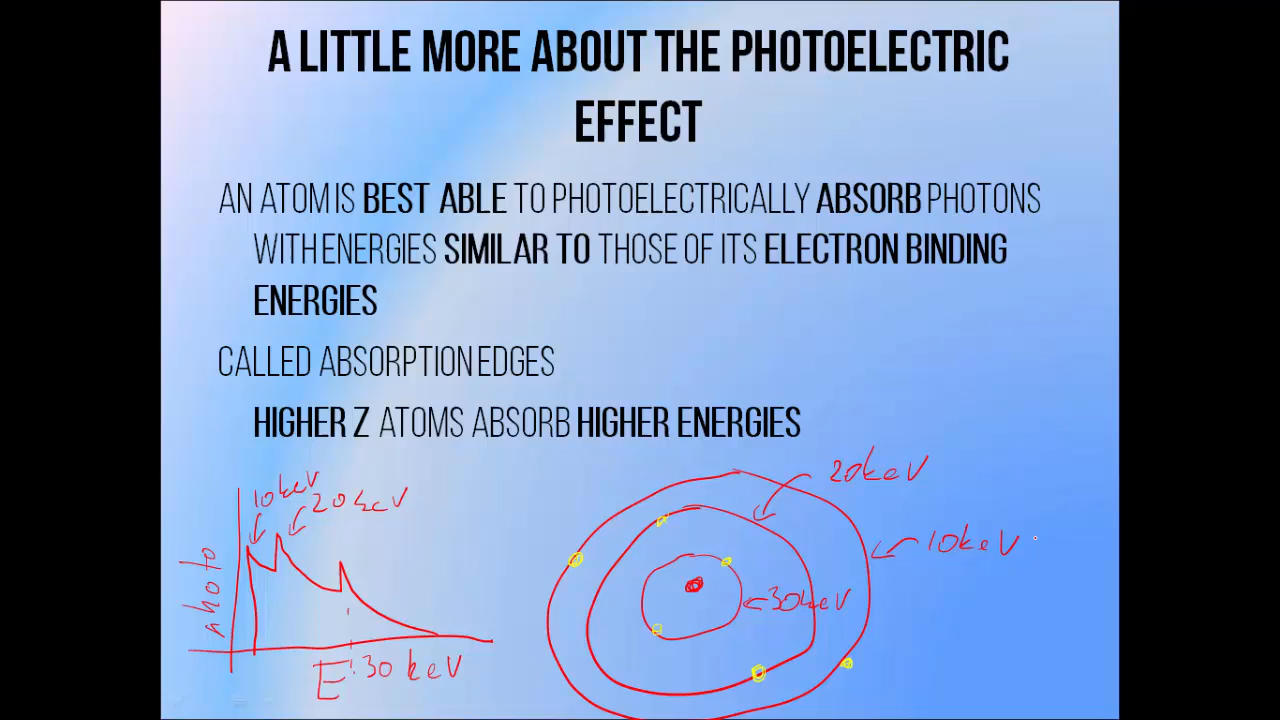 A LITTLE MORE ABOUT THE PHOTOELECTRIC
EFFECT
AN ATOM IS BEST ABLE TO PHOTOELECTRICALLY ABSORB PHOTONS
WITH ENERGIES SIMILAR TO THOSE OF ITS ELECTRON BINDING
ENERGIES
CALLED ABSORPTION EDGES
HIGHER Z ATOMS ABSORB HIGHER ENERGIES
10keV
20keV
photo
E
30keV
20keV
10keV
30keV